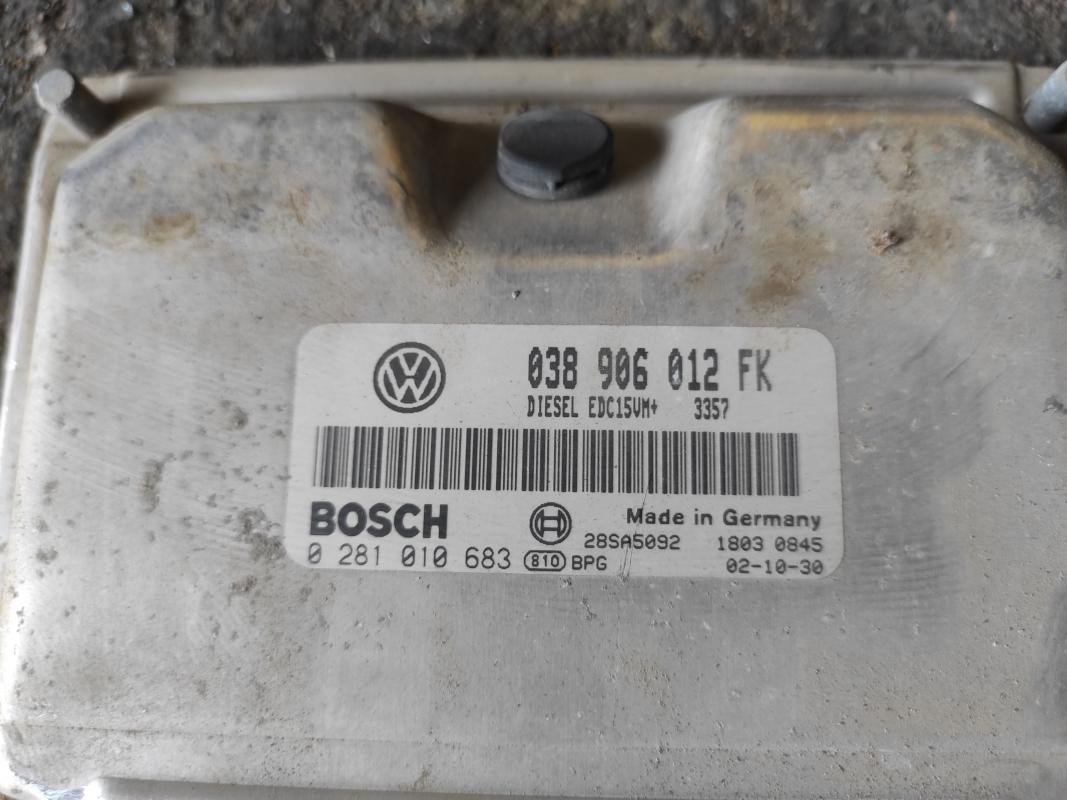 038 906 012 FK
DIESEL EDC15VM+ 3357
BOSCH
Made in Germany
28SA5092 1803 0845
0 281 010 683 810 BPG 02-10-30